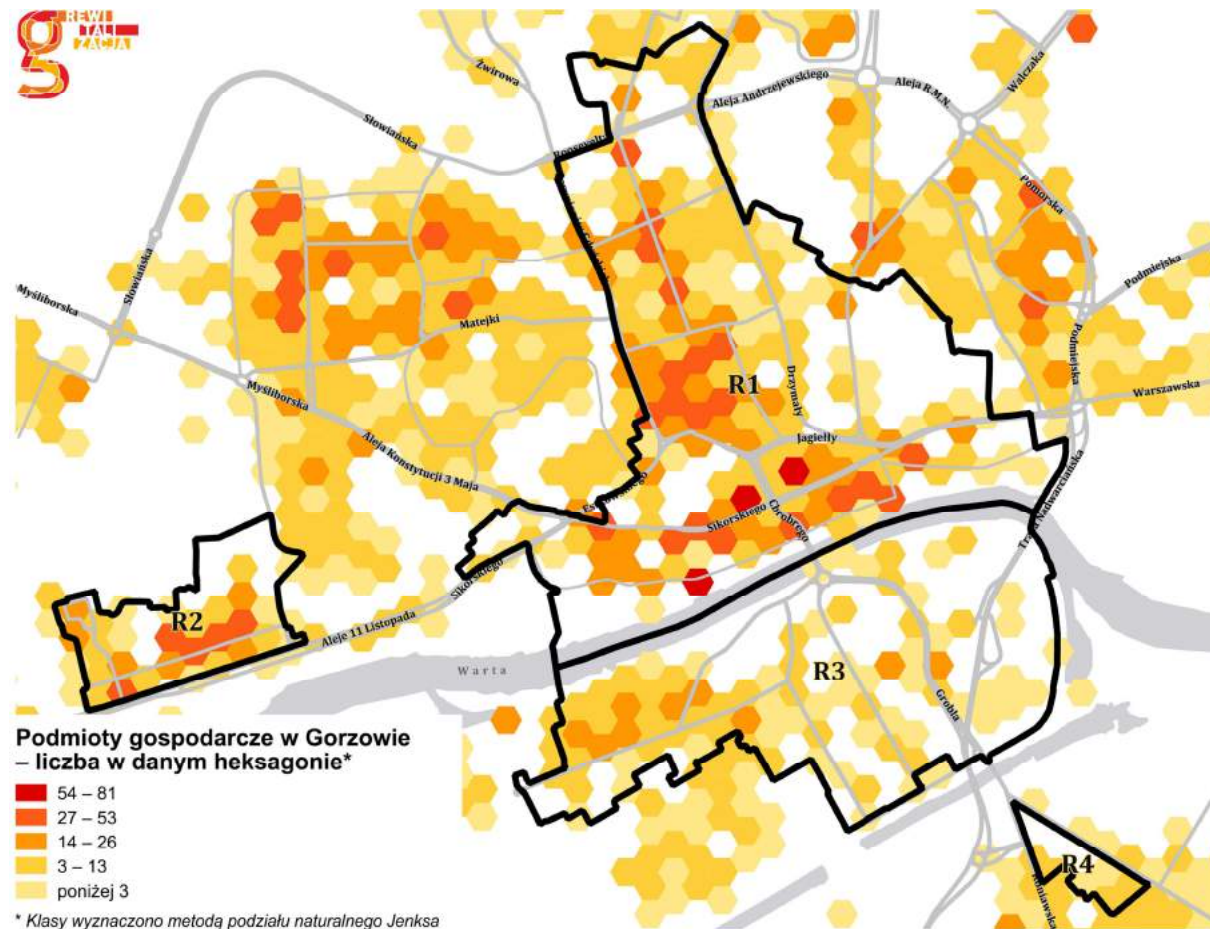 REWI
TALI
ZACJA
Żwirowa
Walczaka
Aleja Andrzejewskiego
Aleja R.M.N.
Słowiańska
Pomorska
Słowiańska
Podmiejska
Myśliborska
Matejki
Podmiejska
Drzymały
R1
Warszawska
Myśliborska
Aleja Konstytucji 3 Maja
Jagiełły
Sikorskiego
Chrobrego
Trasa Nadwarciańska
Sikorskiego
R2
Aleje 11 Listopada
Warta
R3
Grobla
Podmioty gospodarcze w Gorzowie
– liczba w danym heksagonie*
54 – 81
27 – 53
14 – 26
3 – 13
poniżej 3
R4
* Klasy wyznaczono metodą podziału naturalnego Jenksa